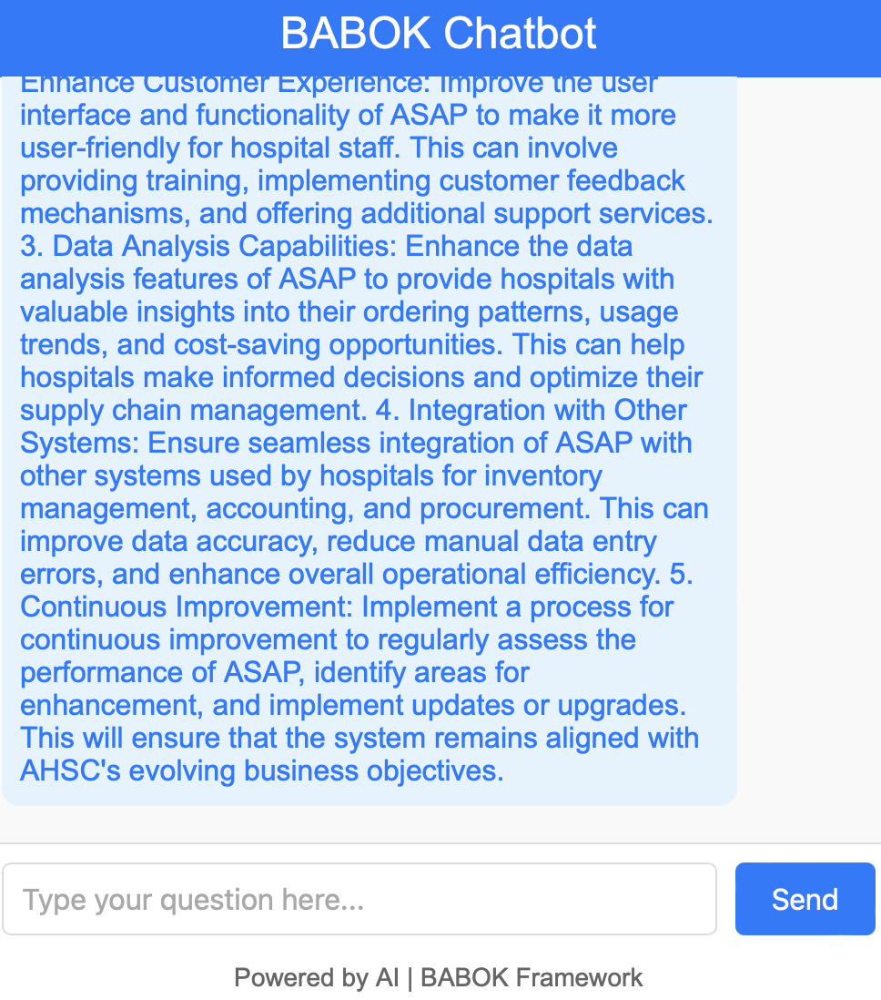 BABOK Chatbot
Enhance Customer Experience: Improve the user
interface and functionality of ASAP to make it more
user-friendly for hospital staff. This can involve
providing training, implementing customer feedback
mechanisms, and offering additional support services.
3. Data Analysis Capabilities: Enhance the data
analysis features of ASAP to provide hospitals with
valuable insights into their ordering patterns, usage
trends, and cost-saving opportunities. This can help
hospitals make informed decisions and optimize their
supply chain management. 4. Integration with Other
Systems: Ensure seamless integration of ASAP with
other systems used by hospitals for inventory
management, accounting, and procurement. This can
improve data accuracy, reduce manual data entry
errors, and enhance overall operational efficiency. 5.
Continuous Improvement: Implement a process for
continuous improvement to regularly assess the
performance of ASAP, identify areas for
enhancement, and implement updates or upgrades.
This will ensure that the system remains aligned with
AHSC's evolving business objectives.
Type your question here...
Send
Powered by AI | BABOK Framework